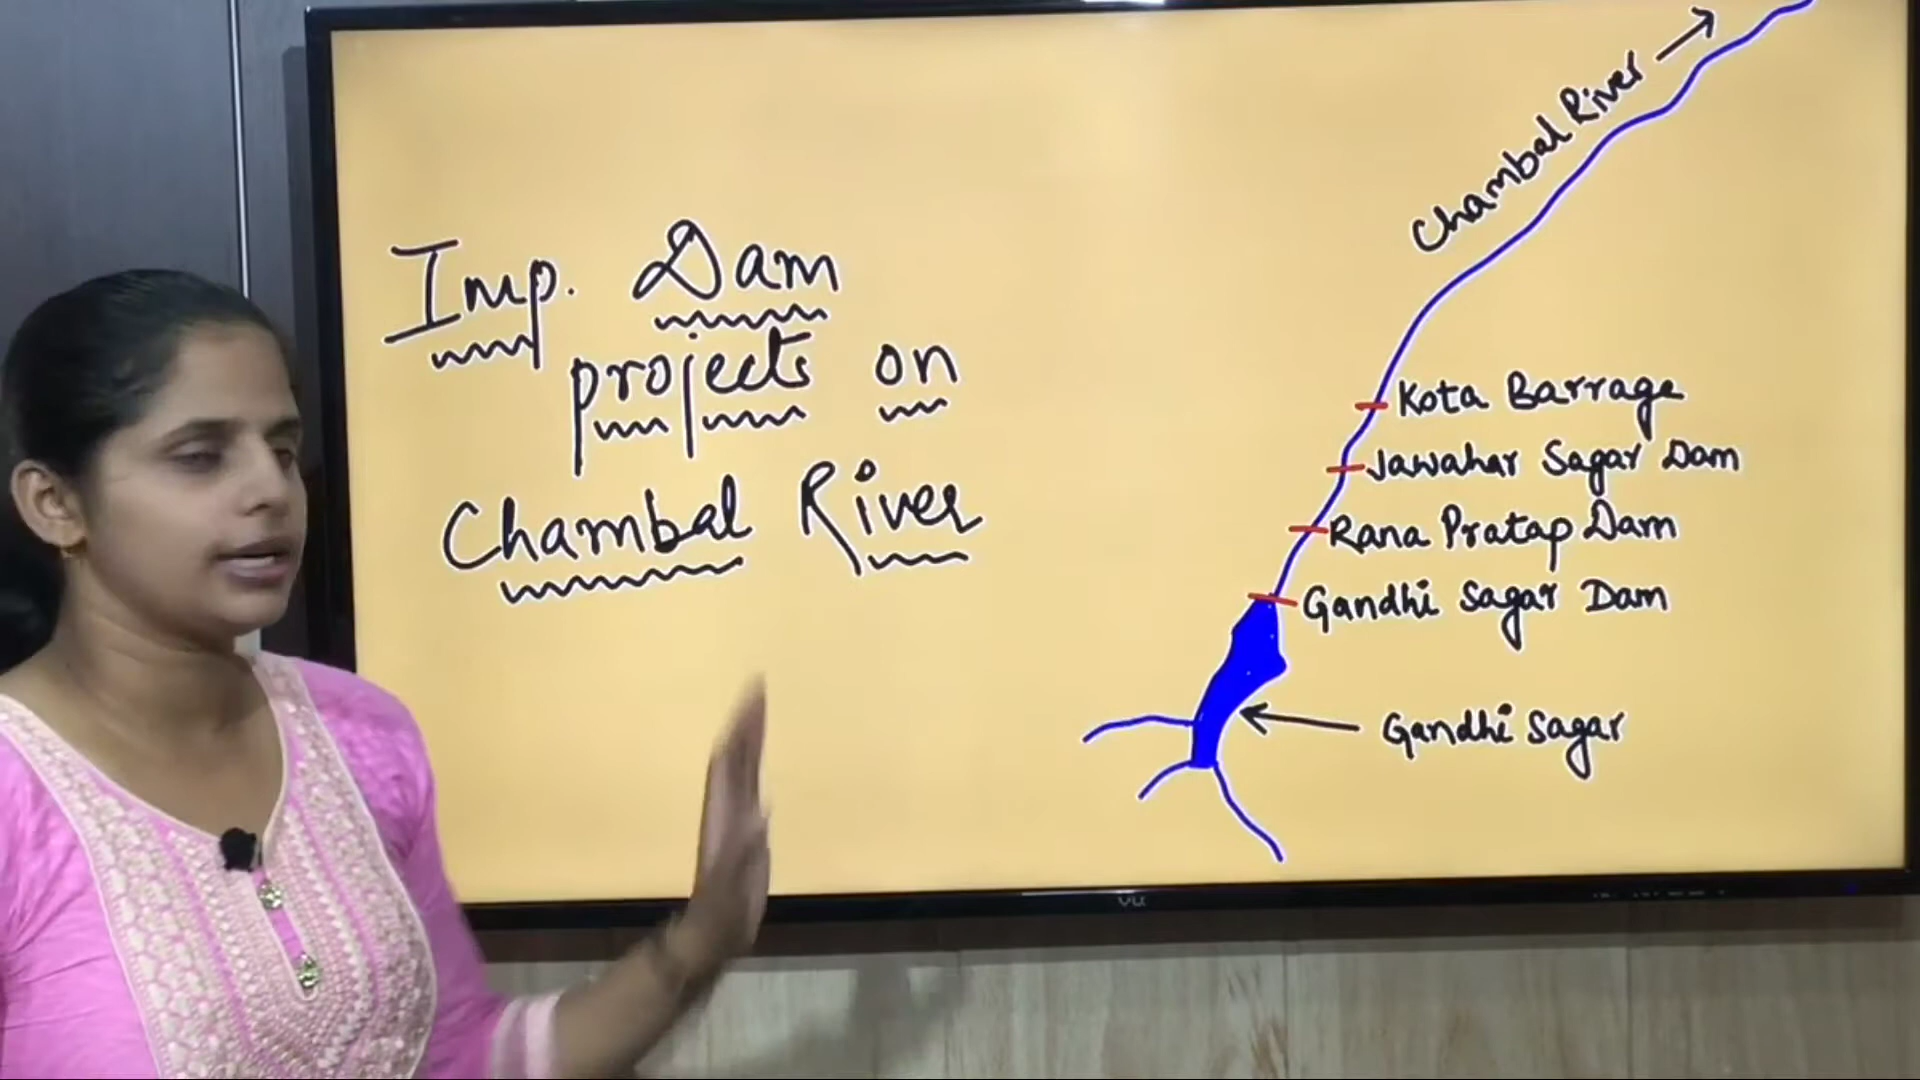 Imp. Dam
projects on
Chambal River
Chambal River
Kota Barrage
Jawahar Sagar Dam
Rana Pratap Dam
Gandhi Sagar Dam
Gandhi Sagar
VU